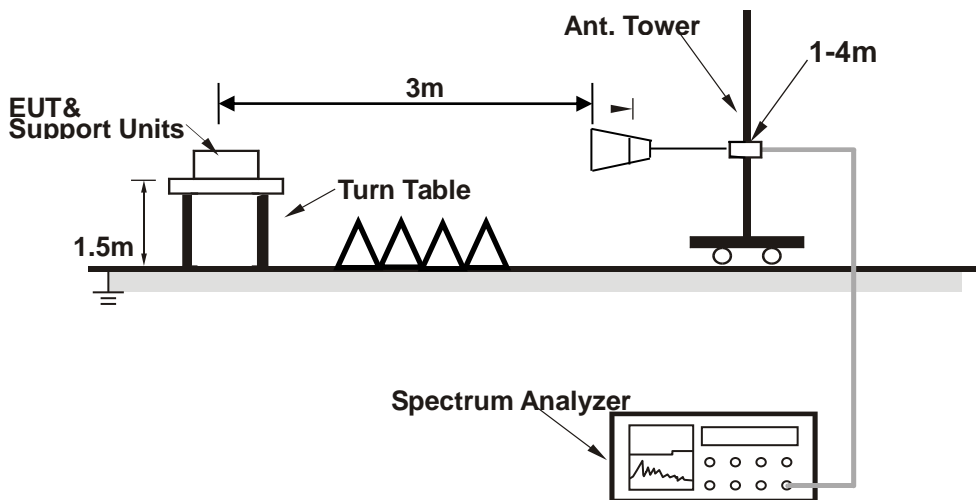 Ant. Tower
1-4m
3m
EUT&
Support Units
Turn Table
1.5m
Spectrum Analyzer